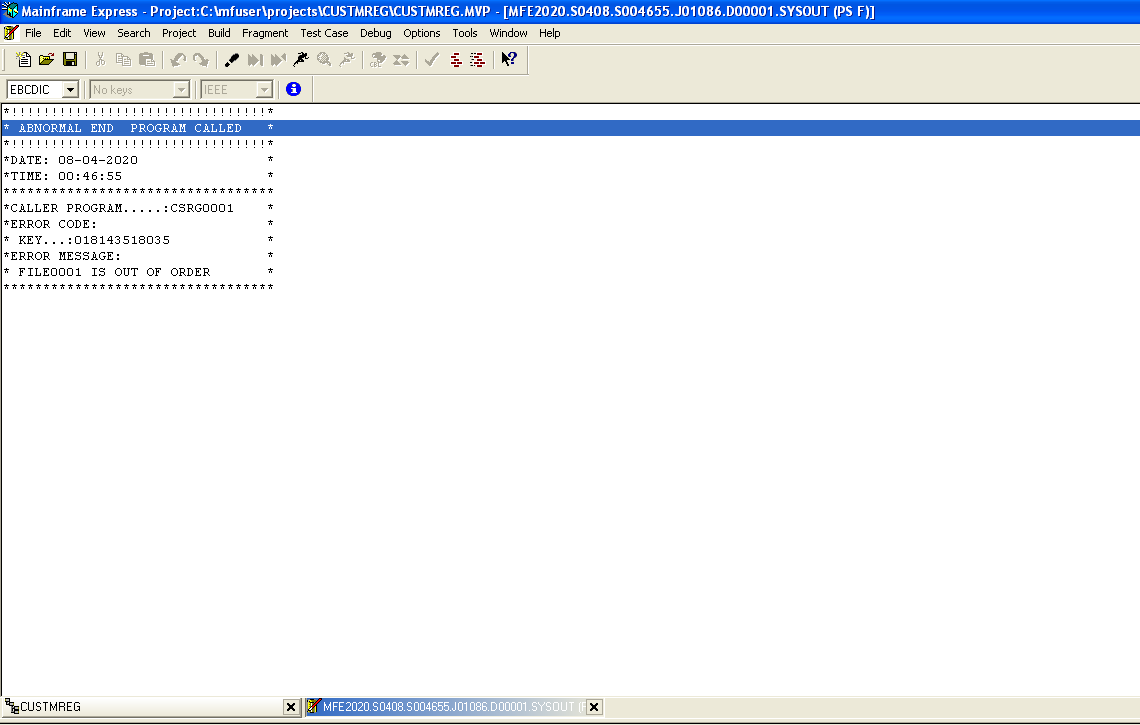 Mainframe Express - Project:C:\mfuser\projects\CUSTMREG\CUSTMREG.MVP - [MFE2020.S0408.S004655.J01086.D00001.SYSOUT (PS F)]
File Edit View Search Project Build Fragment Test Case Debug Options Tools Window Help
EBCDIC No keys IEEE
*!!!!!!!!!!!!!!!!!!!!!!!!!!!!!!!!*
* ABNORMAL END  PROGRAM CALLED   *
*!!!!!!!!!!!!!!!!!!!!!!!!!!!!!!!!*
*DATE: 08-04-2020                *
*TIME: 00:46:55                  *
**********************************
*CALLER PROGRAM.....:CSRG0001    *
*ERROR CODE:                     *
* KEY...:018143518035            *
*ERROR MESSAGE:                  *
* FILE0001 IS OUT OF ORDER       *
**********************************
CUSTMREG MFE2020.S0408.S004655.J01086.D00001.SYSOUT (F